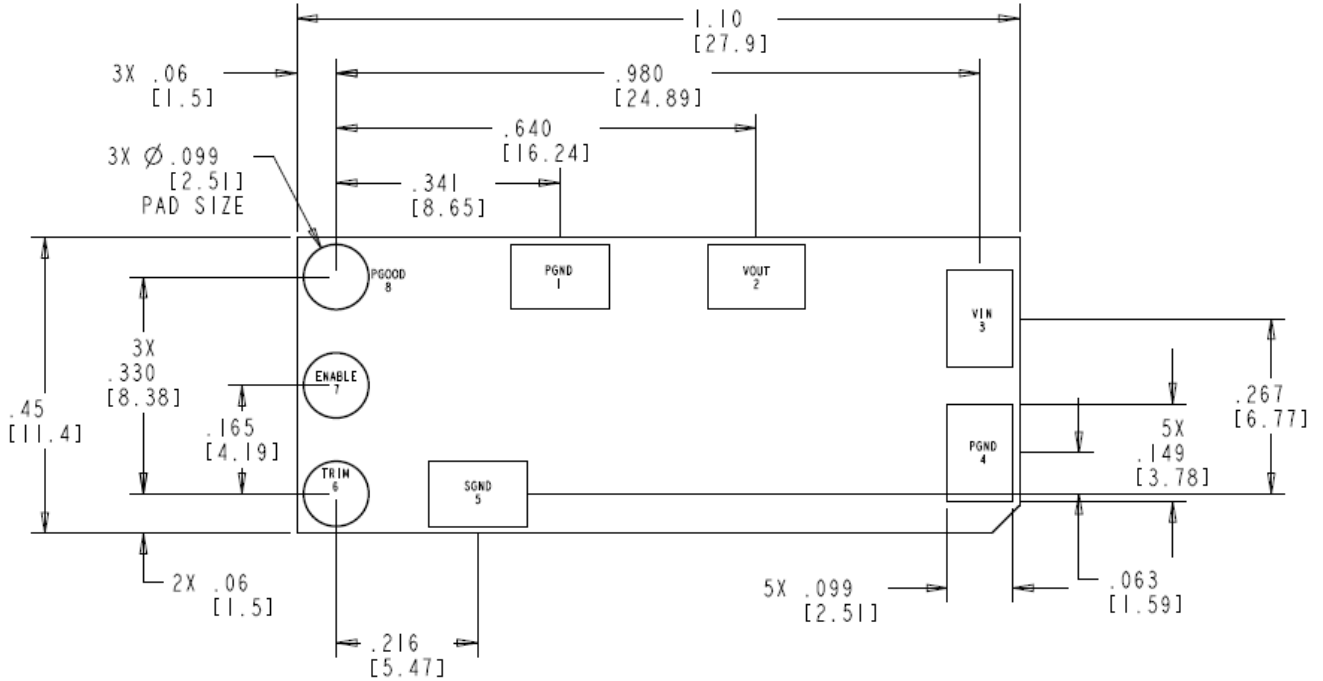 1.10
[27.9]
3X .06
[1.5]
.980
[24.89]
.640
[16.24]
3X Ø.099
[2.51]
PAD SIZE
.341
[8.65]
PGOOD
8
PGND
1
VOUT
2
VIN
3
3X
.330
[8.38]
ENABLE
7
.45
[11.4]
.165
[4.19]
.267
[6.77]
5X
.149
[3.78]
PGND
4
TRIM
6
SGND
5
2X .06
[1.5]
5X .099
[2.51]
.063
[1.59]
.216
[5.47]